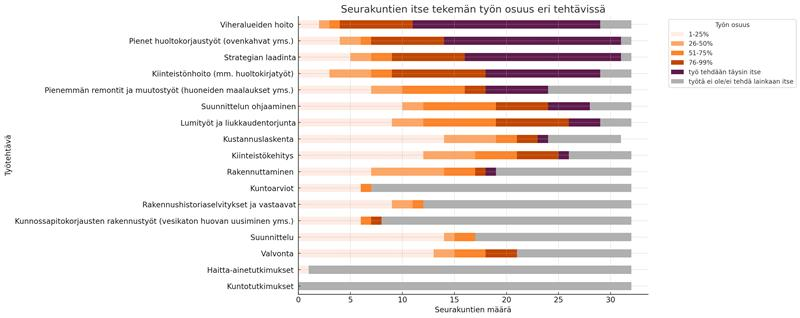 Seurakuntien itse tekemän työn osuus eri tehtävissä
Viheralueiden hoito
Pienet huoltokorjaustyöt (ovenkahvat yms.)
Strategian laadinta
Kiinteistönhoito (mm. huoltokirjatyöt)
Pienemmän remontit ja muutostyöt (huoneiden maalaukset yms.)
Suunnittelun ohjaaminen
Lumityöt ja liukkaudentorjunta
Kustannuslaskenta
Kiinteistökehitys
Rakennuttaminen
Kuntoarviot
Rakennushistoriaselvitykset ja vastaavat
Kunnossapitokorjausten rakennustyöt (vesikaton huovan uusiminen yms.)
Suunnittelu
Valvonta
Haitta-ainetutkimukset
Kuntotutkimukset
Työtehtävä
0 5 10 15 20 25 30
Seurakuntien määrä
Työn osuus
1-25%
26-50%
51-75%
76-99%
työ tehdään täysin itse
työtä ei ole/ei tehdä lainkaan itse